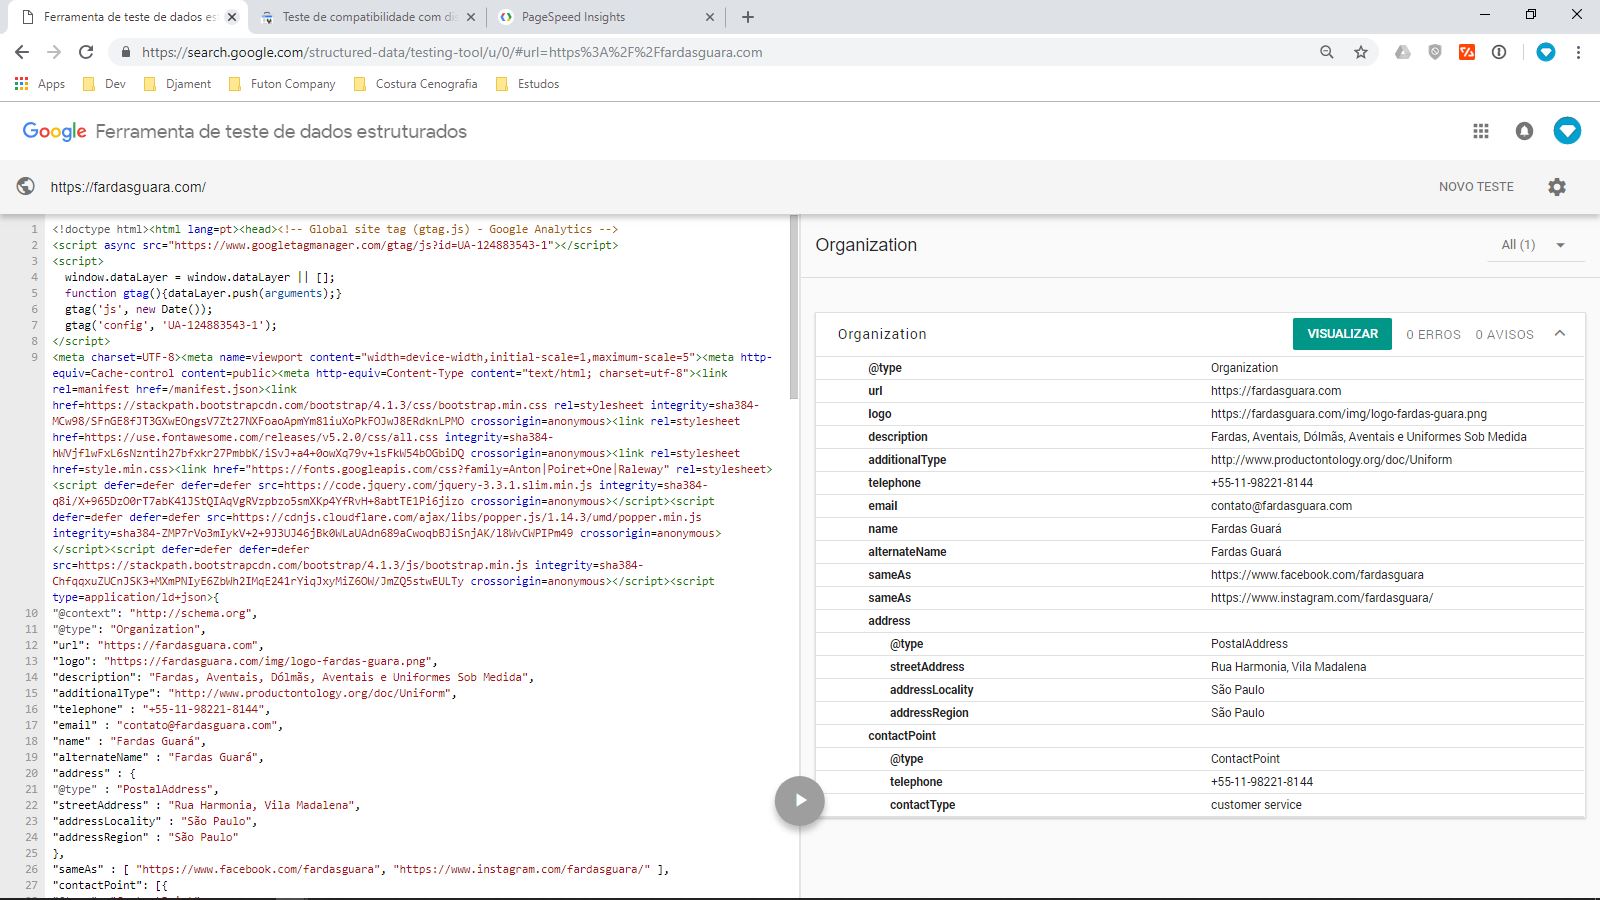 Ferramenta de teste de dados es
Teste de compatibilidade com dis
PageSpeed Insights
https://search.google.com/structured-data/testing-tool/u/0/#url=https%3A%2F%2Ffardasguara.com
Apps
Dev
Djament
Futon Company
Costura Cenografia
Estudos
Google Ferramenta de teste de dados estruturados
https://fardasguara.com/
NOVO TESTE
1 <!doctype html><html lang=pt><head><!-- Global site tag (gtag.js) - Google Analytics -->
2 <script async src="https://www.googletagmanager.com/gtag/js?id=UA-124883543-1"></script>
3 <script>
4 window.dataLayer = window.dataLayer || [];
5 function gtag(){dataLayer.push(arguments);}
6 gtag('js', new Date());
7 gtag('config', 'UA-124883543-1');
8 </script>
9 <meta charset=UTF-8><meta name=viewport content="width=device-width,initial-scale=1,maximum-scale=5"><meta http-
equiv=Cache-control content=public><meta http-equiv=Content-Type content="text/html; charset=utf-8"><link
rel=manifest href=/manifest.json><link
href=https://stackpath.bootstrapcdn.com/bootstrap/4.1.3/css/bootstrap.min.css rel=stylesheet integrity=sha384-
MCw98/SFnGE8fJT3GXwEOngsV7Zt27NXFoaoApmYm81iuXoPkFOJwJ8ERdknLPMO crossorigin=anonymous><link rel=stylesheet
href=https://use.fontawesome.com/releases/v5.2.0/css/all.css integrity=sha384-
hWVjflwFxL6sNzntih27bfxkr27PmbbK/iSvJ+a4+0owXq79v+lsFkW54bOGbiDQ crossorigin=anonymous><link rel=stylesheet
href=style.min.css><link href="https://fonts.googleapis.com/css?family=Anton|Poiret+One|Raleway" rel=stylesheet>
<script defer=defer defer=defer src=https://code.jquery.com/jquery-3.3.1.slim.min.js integrity=sha384-
q8i/X+965DzO0rT7abK41JStQIAqVgRVzpbzo5smXKp4YfRvH+8abtTE1Pi6jizo crossorigin=anonymous></script><script
defer=defer defer=defer src=https://cdnjs.cloudflare.com/ajax/libs/popper.js/1.14.3/umd/popper.min.js
integrity=sha384-ZMP7rVo3mIykV+2+9J3UJ46jBk0WLaUAdn689aCwoqbBJiSnjAK/l8WvCWPIPm49 crossorigin=anonymous>
</script><script defer=defer defer=defer
src=https://stackpath.bootstrapcdn.com/bootstrap/4.1.3/js/bootstrap.min.js integrity=sha384-
ChfqqxuZUCnJSK3+MXmPNIyE6ZbWh2IMqE241rYiqJxyMiZ6OW/JmZQ5stwEULTy crossorigin=anonymous></script><script
type=application/ld+json>{
10 "@context": "http://schema.org",
11 "@type": "Organization",
12 "url": "https://fardasguara.com",
13 "logo": "https://fardasguara.com/img/logo-fardas-guara.png",
14 "description": "Fardas, Aventais, Dólmãs, Aventais e Uniformes Sob Medida",
15 "additionalType": "http://www.productontology.org/doc/Uniform",
16 "telephone" : "+55-11-98221-8144",
17 "email" : "contato@fardasguara.com",
18 "name" : "Fardas Guará",
19 "alternateName" : "Fardas Guará",
20 "address" : {
21 "@type" : "PostalAddress",
22 "streetAddress" : "Rua Harmonia, Vila Madalena",
23 "addressLocality" : "São Paulo",
24 "addressRegion" : "São Paulo"
25 },
26 "sameAs" : [ "https://www.facebook.com/fardasguara", "https://www.instagram.com/fardasguara/" ],
27 "contactPoint": [{
Organization
All (1)
Organization VISUALIZAR 0 ERROS 0 AVISOS
@type Organization
url https://fardasguara.com
logo https://fardasguara.com/img/logo-fardas-guara.png
description Fardas, Aventais, Dólmãs, Aventais e Uniformes Sob Medida
additionalType http://www.productontology.org/doc/Uniform
telephone +55-11-98221-8144
email contato@fardasguara.com
name Fardas Guará
alternateName Fardas Guará
sameAs https://www.facebook.com/fardasguara
sameAs https://www.instagram.com/fardasguara/
address
@type PostalAddress
streetAddress Rua Harmonia, Vila Madalena
addressLocality São Paulo
addressRegion São Paulo
contactPoint
@type ContactPoint
telephone +55-11-98221-8144
contactType customer service